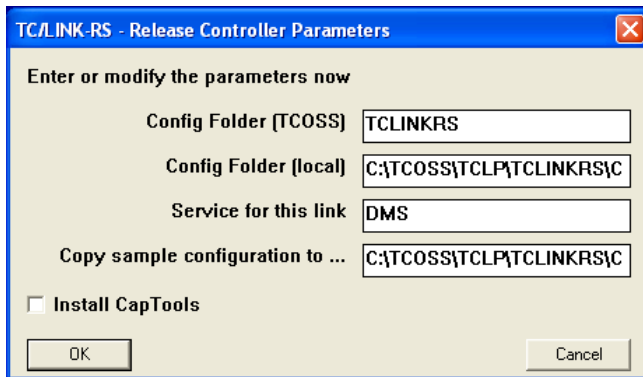 TC/LINK-RS - Release Controller Parameters
Enter or modify the parameters now
Config Folder (TCOSS) TCLINKRS
Config Folder (local) C:\TCOSS\TCLP\TCLINKRS\C
Service for this link DMS
Copy sample configuration to ... C:\TCOSS\TCLP\TCLINKRS\C
Install CapTools
OK Cancel